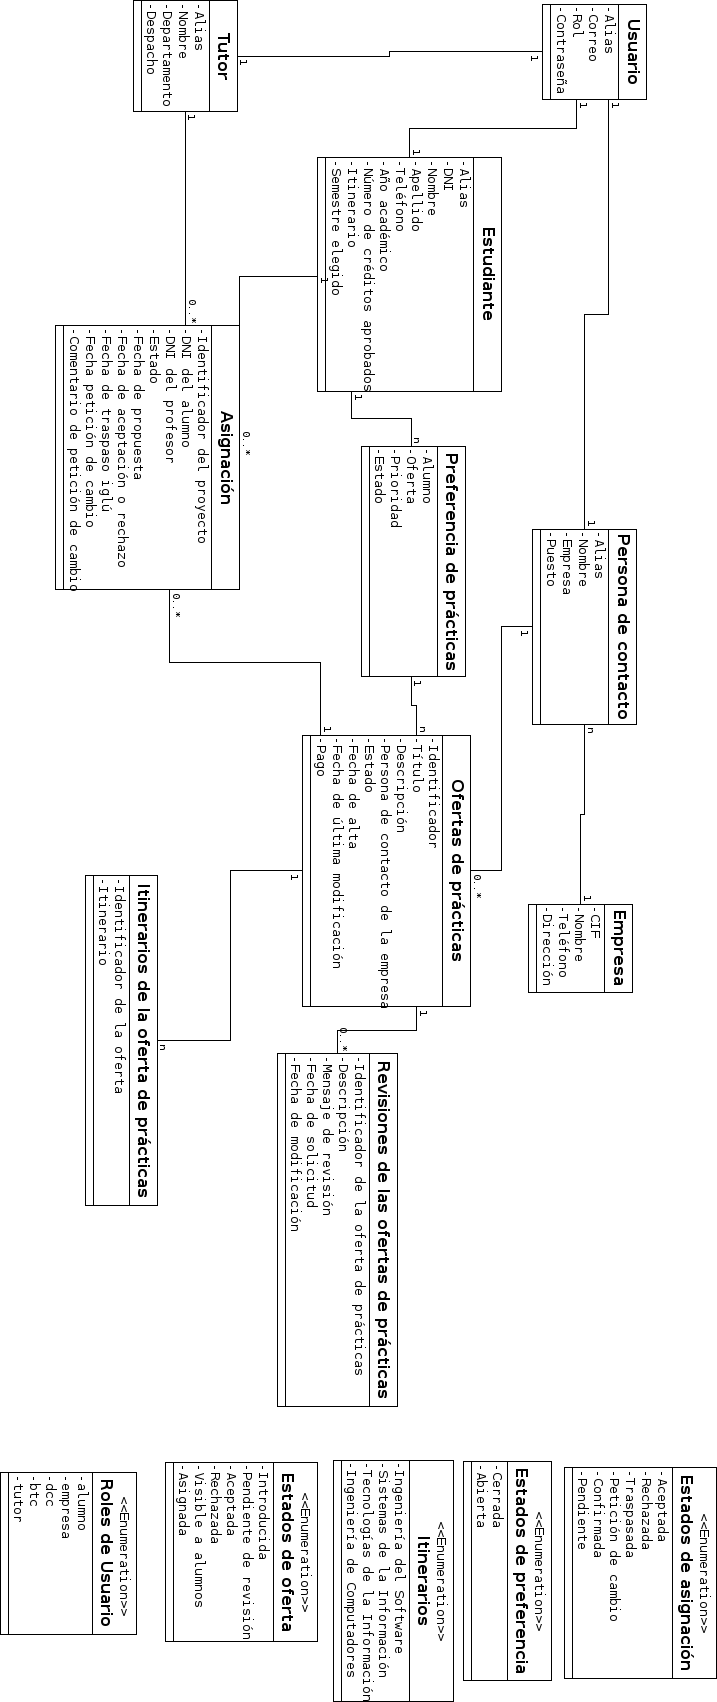 Usuario
-Alias
-Correo
-Rol
-Contraseña
1
1
1
Tutor
-Alias
-Nombre
-Departamento
-Despacho
1
1
Estudiante
-Alias
-DNI
-Nombre
-Apellido
-Teléfono
-Año académico
-Número de créditos aprobados
-Itinerario
-Semestre elegido
1
1
1
Asignación
-Identificador del proyecto
-DNI del alumno
-DNI del profesor
-Estado
-Fecha de propuesta
-Fecha de aceptación o rechazo
-Fecha de traspaso iglú
-Fecha petición de cambio
-Comentario de petición de cambio
0..*
0..*
0..*
Preferencia de prácticas
-Alumno
-Oferta
-Prioridad
-Estado
n
1
Persona de contacto
-Alias
-Nombre
-Empresa
-Puesto
1
1
n
Empresa
-CIF
-Nombre
-Teléfono
-Dirección
1
Ofertas de prácticas
-Identificador
-Título
-Descripción
-Persona de contacto de la empresa
-Estado
-Fecha de alta
-Fecha de última modificación
-Pago
n
1
0..*
1
1
Itinerarios de la oferta de prácticas
-Identificador de la oferta
-Itinerario
n
Revisiones de las ofertas de prácticas
-Identificador de la oferta de prácticas
-Descripción
-Mensaje de revisión
-Fecha de solicitud
-Fecha de modificación
0..*
<<Enumeration>>
Estados de asignación
-Aceptada
-Rechazada
-Traspasada
-Petición de cambio
-Confirmada
-Pendiente
<<Enumeration>>
Estados de preferencia
-Cerrada
-Abierta
<<Enumeration>>
Itinerarios
-Ingeniería del Software
-Sistemas de la Información
-Tecnologías de la Información
-Ingeniería de Computadores
<<Enumeration>>
Estados de oferta
-Introducida
-Pendiente de revisión
-Aceptada
-Rechazada
-Visible a alumnos
-Asignada
<<Enumeration>>
Roles de Usuario
-alumno
-empresa
-dcc
-btc
-tutor